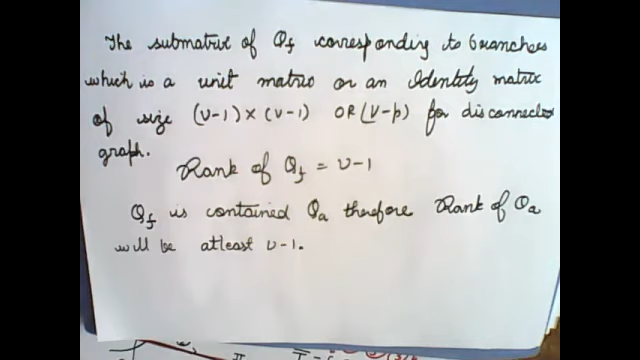 The submatrix of Qf corresponding to branches
which is a unit matrix or an Identity matrix
of size (v-1) × (v-1) OR (v-p) for disconnected
graph.
Rank of Qf = v-1
Qf is contained Qa therefore Rank of Qa
will be atleast v-1.